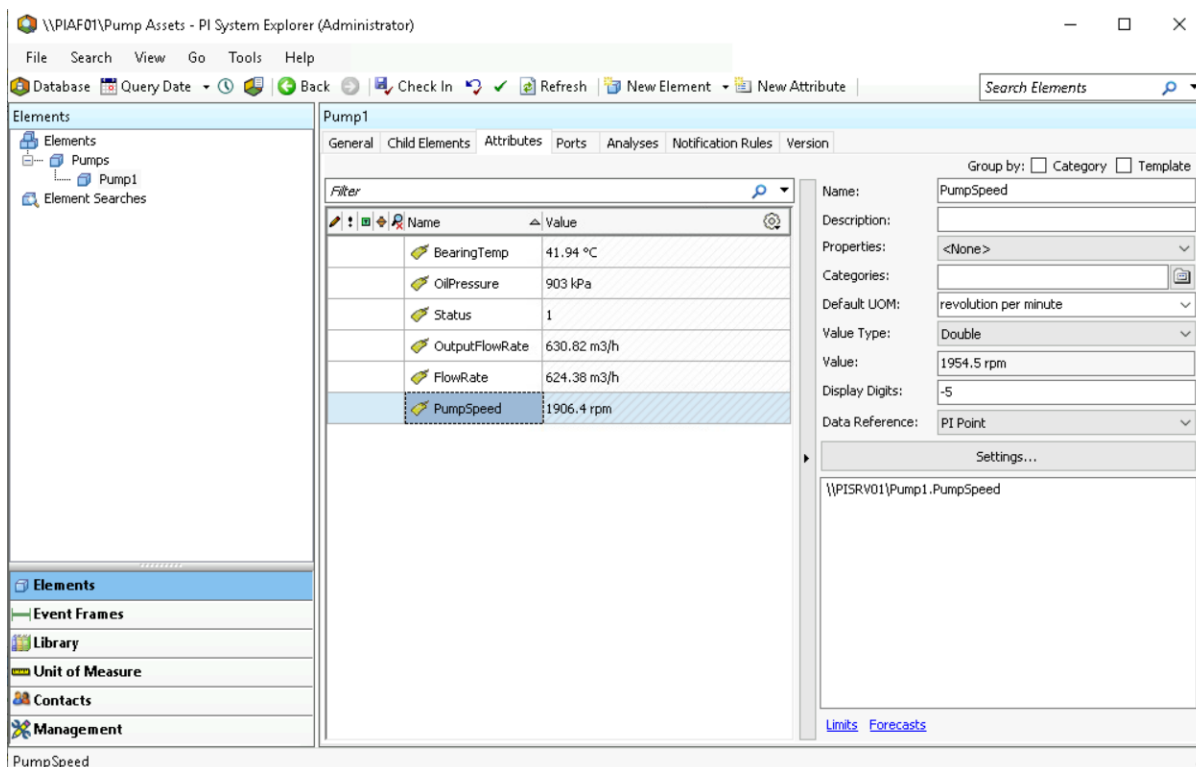 \\PIAF01\Pump Assets - PI System Explorer (Administrator)
File Search View Go Tools Help
Database Query Date Back Check In Refresh New Element New Attribute Search Elements
Elements
Elements
Pumps
Pump1
Element Searches
Elements
Event Frames
Library
Unit of Measure
Contacts
Management
Pump1
General Child Elements Attributes Ports Analyses Notification Rules Version
Group by: Category Template
Filter
Name Value
BearingTemp 41.94 °C
OilPressure 903 kPa
Status 1
OutputFlowRate 630.82 m3/h
FlowRate 624.38 m3/h
PumpSpeed 1906.4 rpm
Name: PumpSpeed
Description:
Properties: <None>
Categories:
Default UOM: revolution per minute
Value Type: Double
Value: 1954.5 rpm
Display Digits: -5
Data Reference: PI Point
Settings...
\\PISRV01\Pump1.PumpSpeed
Limits Forecasts
PumpSpeed